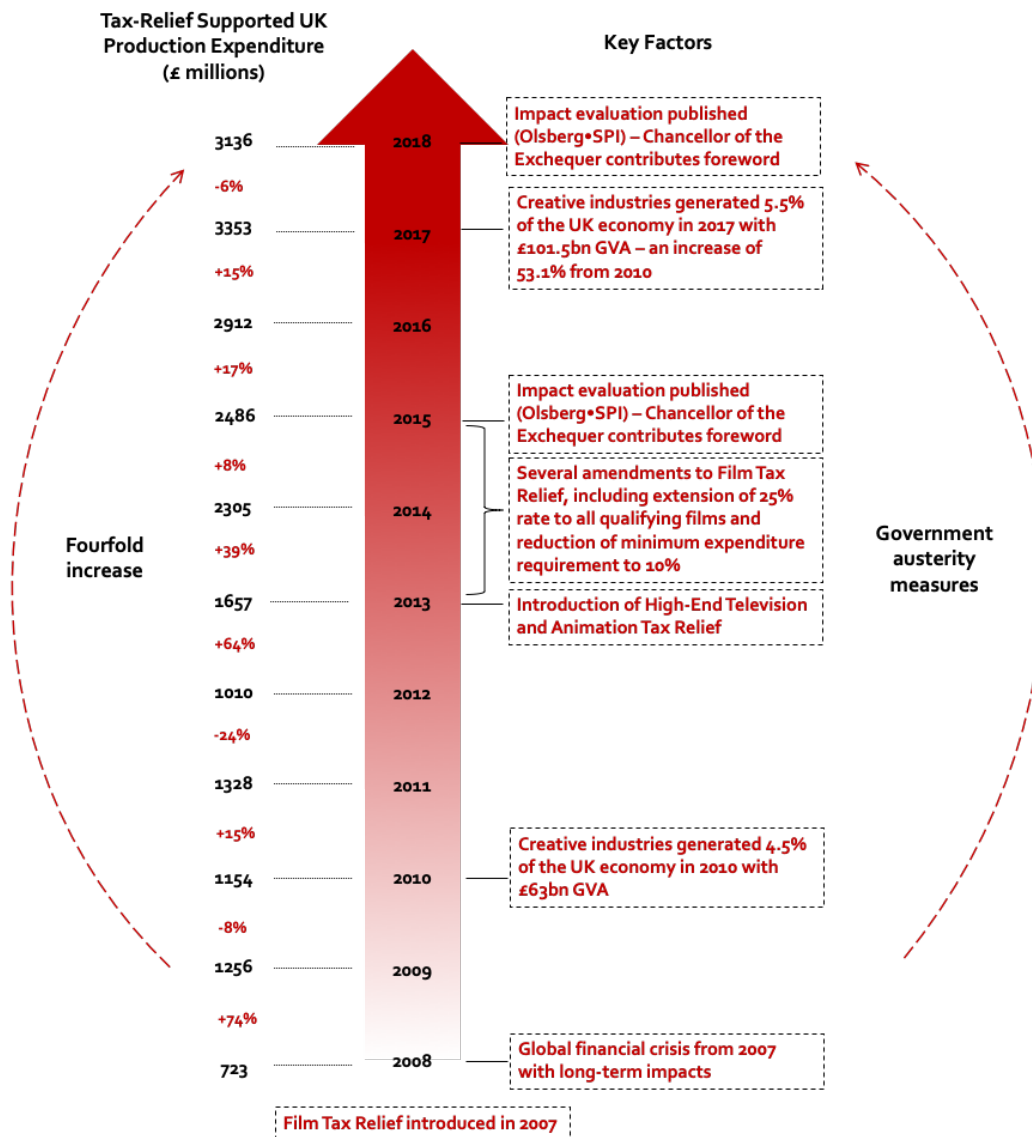 Tax-Relief Supported UK
Production Expenditure
(£ millions)
Key Factors
3136
2018
Impact evaluation published
(Olsberg•SPI) – Chancellor of the
Exchequer contributes foreword
-6%
3353
2017
Creative industries generated 5.5%
of the UK economy in 2017 with
£101.5bn GVA – an increase of
53.1% from 2010
+15%
2912
2016
+17%
2486
2015
Impact evaluation published
(Olsberg•SPI) – Chancellor of the
Exchequer contributes foreword
+8%
2305
2014
Several amendments to Film Tax
Relief, including extension of 25%
rate to all qualifying films and
reduction of minimum expenditure
requirement to 10%
Fourfold
increase
Government
austerity
measures
+39%
1657
2013
Introduction of High-End Television
and Animation Tax Relief
+64%
1010
2012
-24%
1328
2011
+15%
1154
2010
Creative industries generated 4.5%
of the UK economy in 2010 with
£63bn GVA
-8%
1256
2009
+74%
723
2008
Global financial crisis from 2007
with long-term impacts
Film Tax Relief introduced in 2007